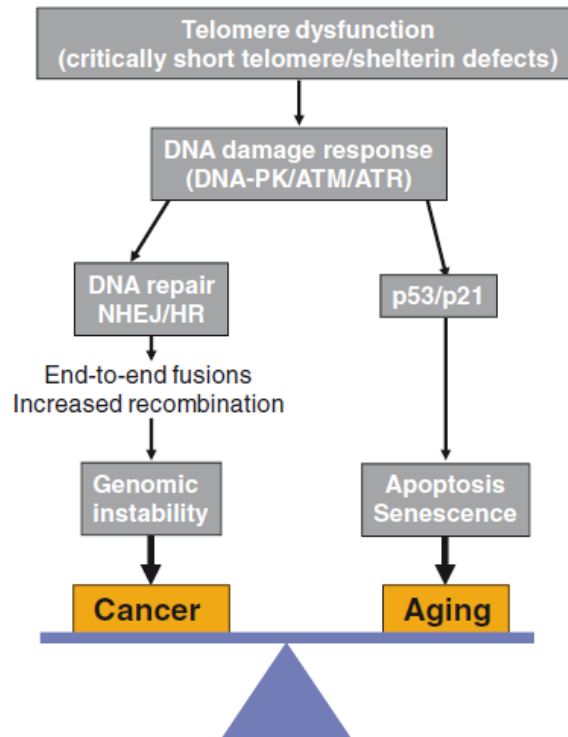 Telomere dysfunction
(critically short telomere/shelterin defects)
DNA damage response
(DNA-PK/ATM/ATR)
DNA repair
NHEJ/HR
p53/p21
End-to-end fusions
Increased recombination
Genomic
instability
Apoptosis
Senescence
Cancer
Aging